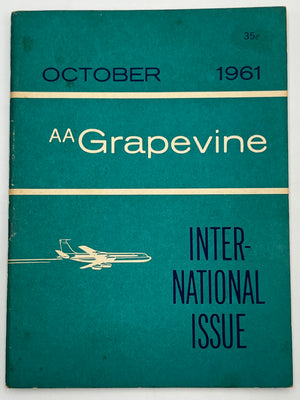 35¢
OCTOBER 1961
AA Grapevine
INTER-
NATIONAL
ISSUE